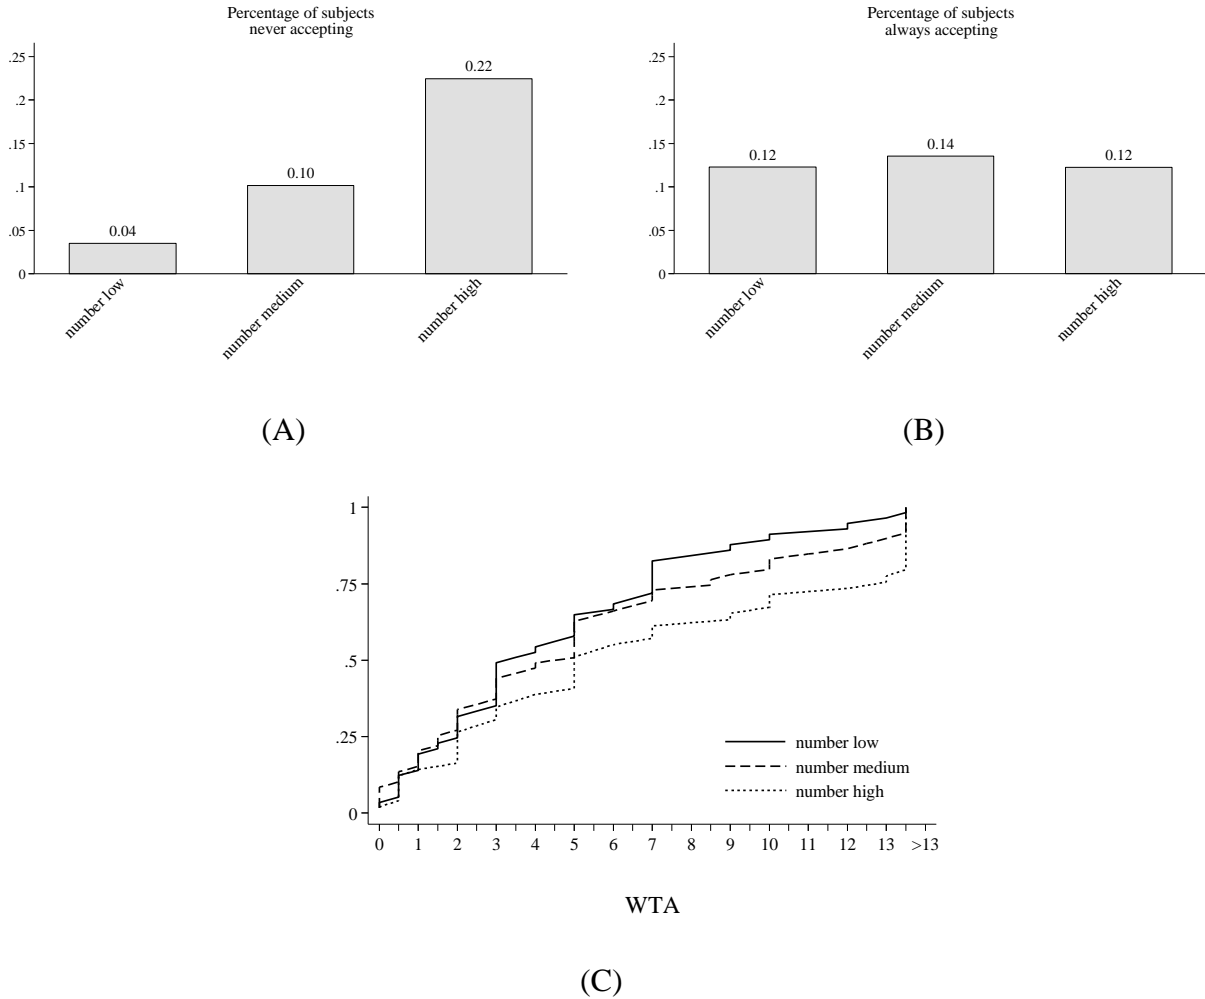 Percentage of subjects
never accepting
.25
.2
.15
.1
.05
0
0.04
0.10
0.22
number low
number medium
number high
(A)
Percentage of subjects
always accepting
.25
.2
.15
.1
.05
0
0.12
0.14
0.12
number low
number medium
number high
(B)
1
.75
.5
.25
0
number low
number medium
number high
0 1 2 3 4 5 6 7 8 9 10 11 12 13 >13
WTA
(C)